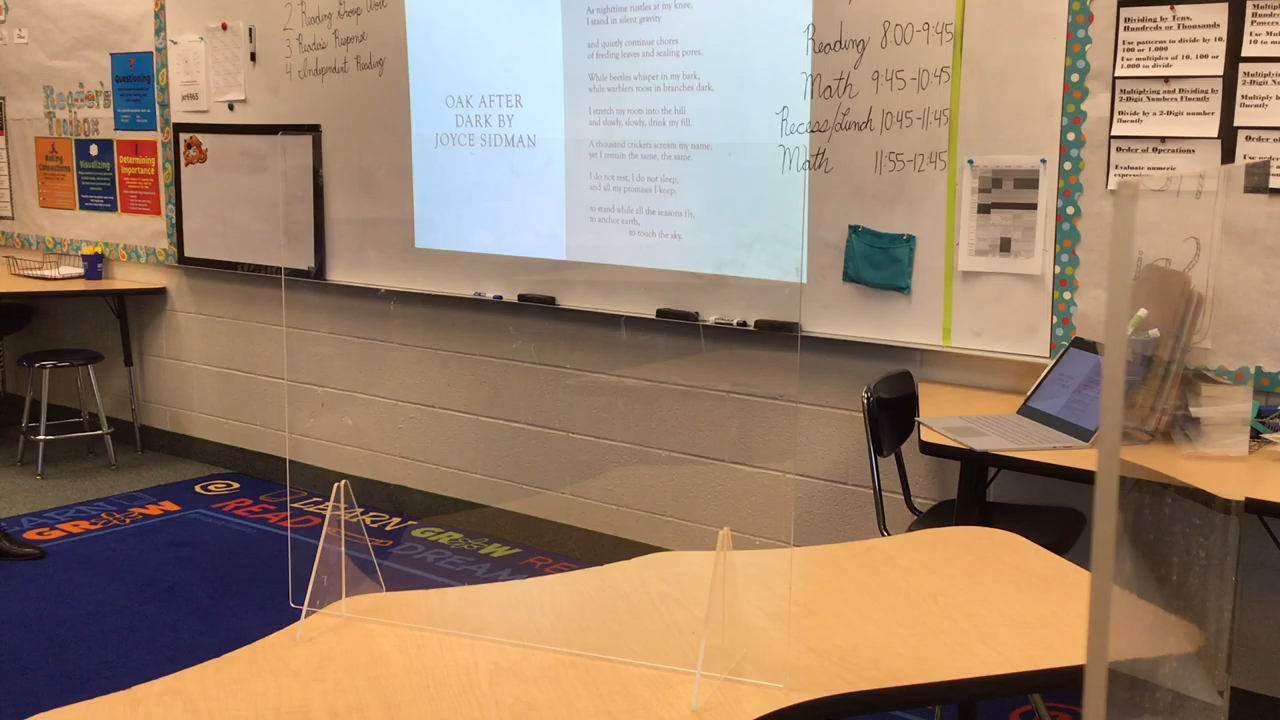 2 Reading Group Work
3 Reader's Response
4 Independent Reading
Readers
Toolbox
Questioning
Making
Connections
Visualizing
Determining
Importance
OAK AFTER
DARK BY
JOYCE SIDMAN
As nighttime rustles at my knee,
I stand in silent gravity
and quietly continue chores
of feeding leaves and sealing pores.
While beetles whisper in my bark,
while warblers roost in branches dark,
I stretch my roots into the hill
and slowly, slowly, drink my fill.
A thousand crickets scream my name,
yet I remain the same, the same.
I do not rest, I do not sleep,
and all my promises I keep:
to stand while all the seasons fly,
to anchor earth,
to touch the sky.
Reading 8:00-9:45
Math 9:45-10:45
Recess/Lunch 10:45-11:45
Math 11:55-12:45
Dividing by Tens,
Hundreds or Thousands
Use patterns to divide by 10,
100 or 1,000
Use multiples of 10, 100 or
1,000 to divide
Multiplying and Dividing by
2-Digit Numbers Fluently
Divide by a 2-Digit number
fluently
Order of Operations
Evaluate numeric
LEARN
GROW
READ
LEARN
GROW
DREAM